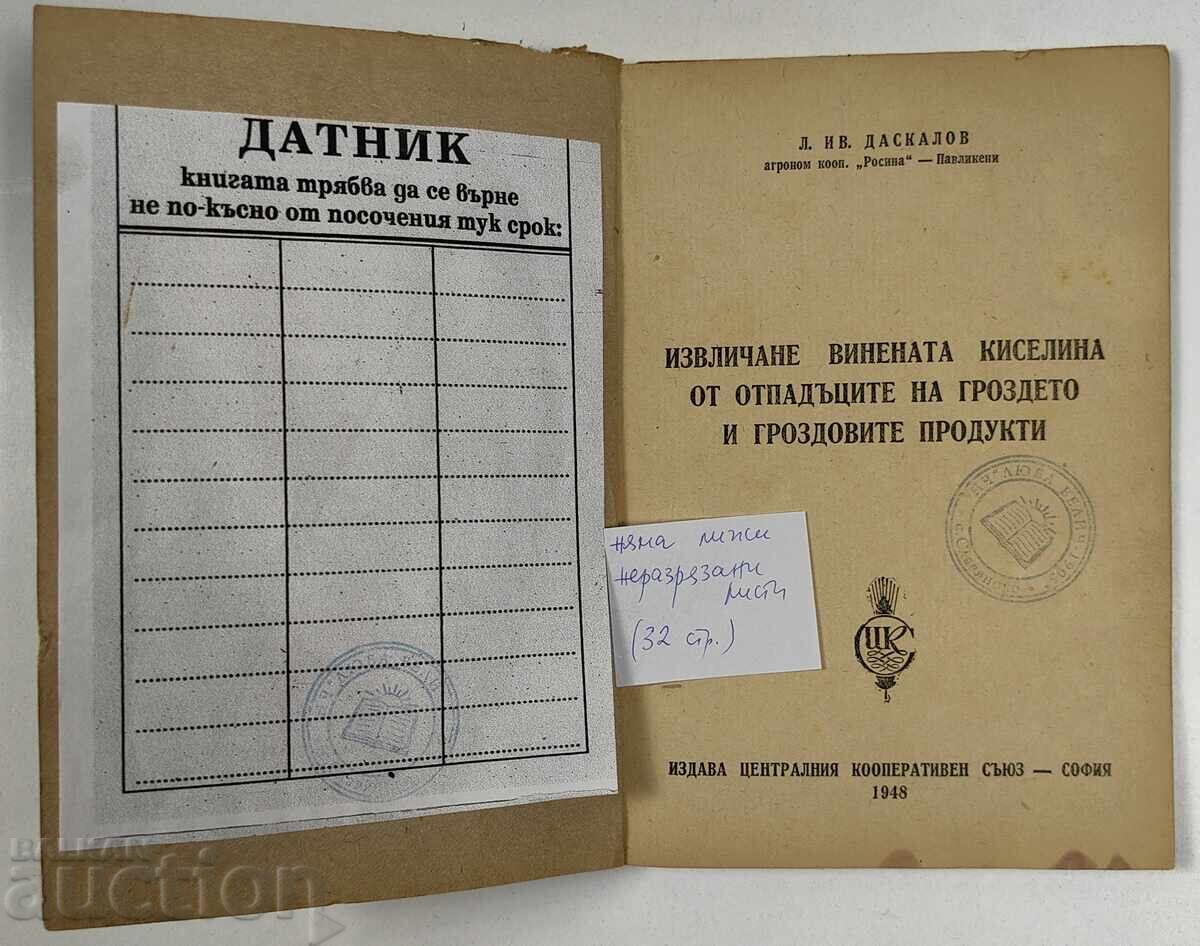 ДАТНИК
книгата трябва да се върне
не по-късно от посочения тук срок:
Л. ИВ. ДАСКАЛОВ
агроном кооп. „Росина“ — Павликени
ИЗВЛИЧАНЕ ВИНЕНАТА КИСЕЛИНА
ОТ ОТПАДЪЦИТЕ НА ГРОЗДЕТО
И ГРОЗДОВИТЕ ПРОДУКТИ
няма
неразрязани
листи
(32 стр.)
ЦКС
ИЗДАВА ЦЕНТРАЛНИЯ КООПЕРАТИВЕН СЪЮЗ — СОФИЯ
1948
BALKAN
auction